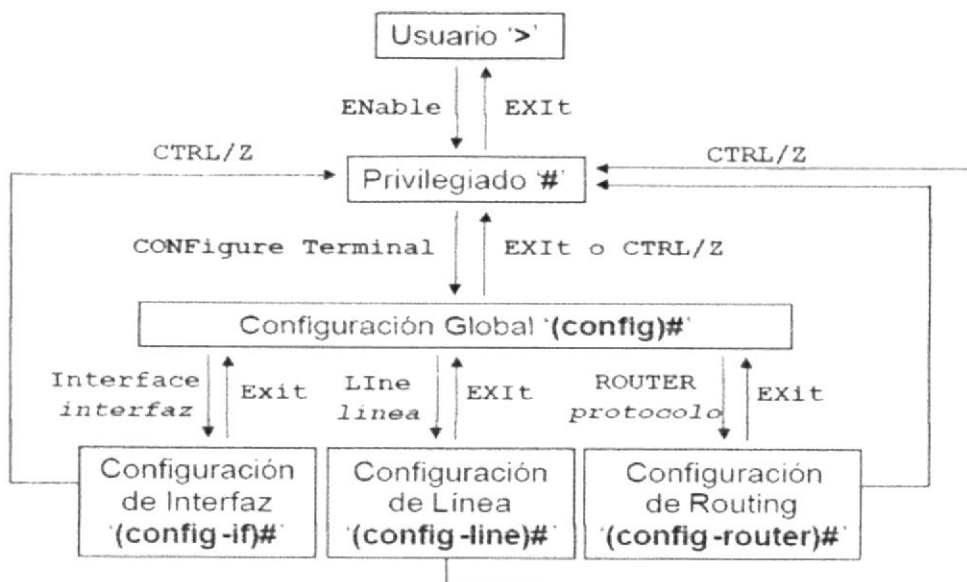 Usuario '>'
ENable
EXIt
CTRL/Z
CTRL/Z
Privilegiado '#'
CONFigure Terminal
EXIt o CTRL/Z
Configuración Global '(config)#'
Interface
interfaz
Exit
LIne
linea
EXIt
ROUTER
protocolo
EXit
Configuración
de Interfaz
'(config-if)#'
Configuración
de Línea
'(config-line)#'
Configuración
de Routing
'(config-router)#'